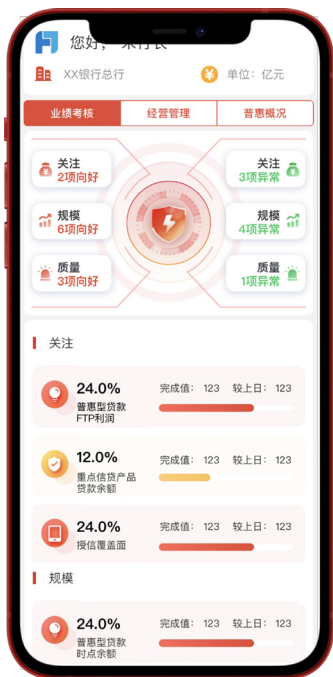 您好，
XX银行总行
单位：亿元
业绩考核
经营管理
普惠概况
关注
2项向好
关注
3项异常
规模
6项向好
规模
4项异常
质量
3项向好
质量
1项异常
关注
24.0%
完成值： 123 较上日： 123
普惠型贷款
FTP利润
12.0%
完成值： 123 较上日： 123
重点信贷产品
贷款余额
24.0%
完成值： 123 较上日： 123
授信覆盖面
规模
24.0%
完成值： 123 较上日： 123
普惠型贷款
时点余额